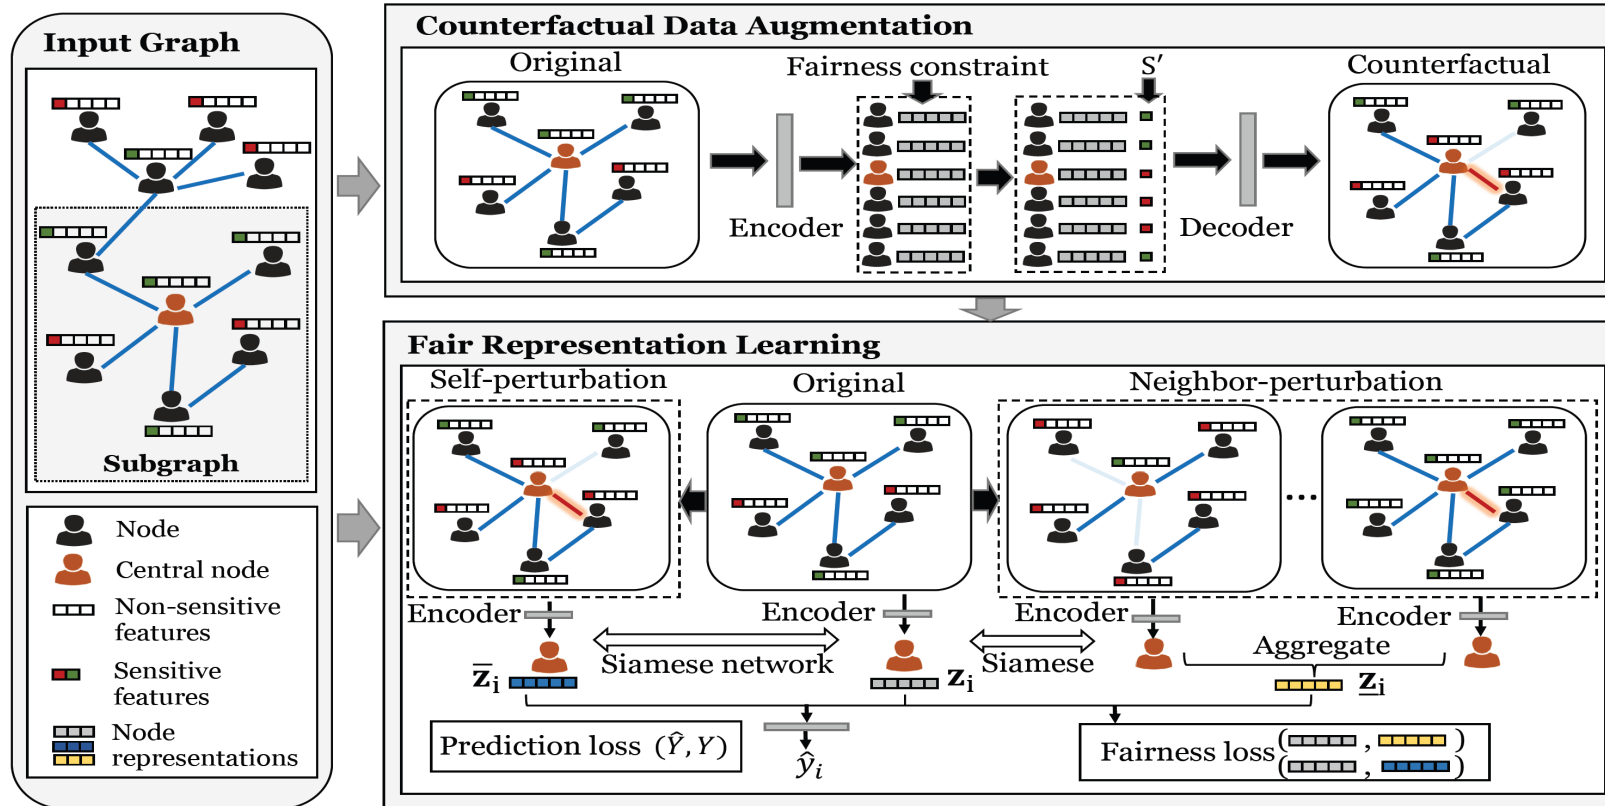 Input Graph
Subgraph
Node
Central node
Non-sensitive
features
Sensitive
features
Node
representations
Counterfactual Data Augmentation
Original
Fairness constraint
S′
Counterfactual
Encoder
Decoder
Fair Representation Learning
Self-perturbation
Original
Neighbor-perturbation
...
Encoder
Encoder
Encoder
Encoder
Siamese network
Siamese
Aggregate
z̅ᵢ
zᵢ
z̲ᵢ
Prediction loss (Ŷ, Y)
ŷᵢ
Fairness loss
( , )
( , )